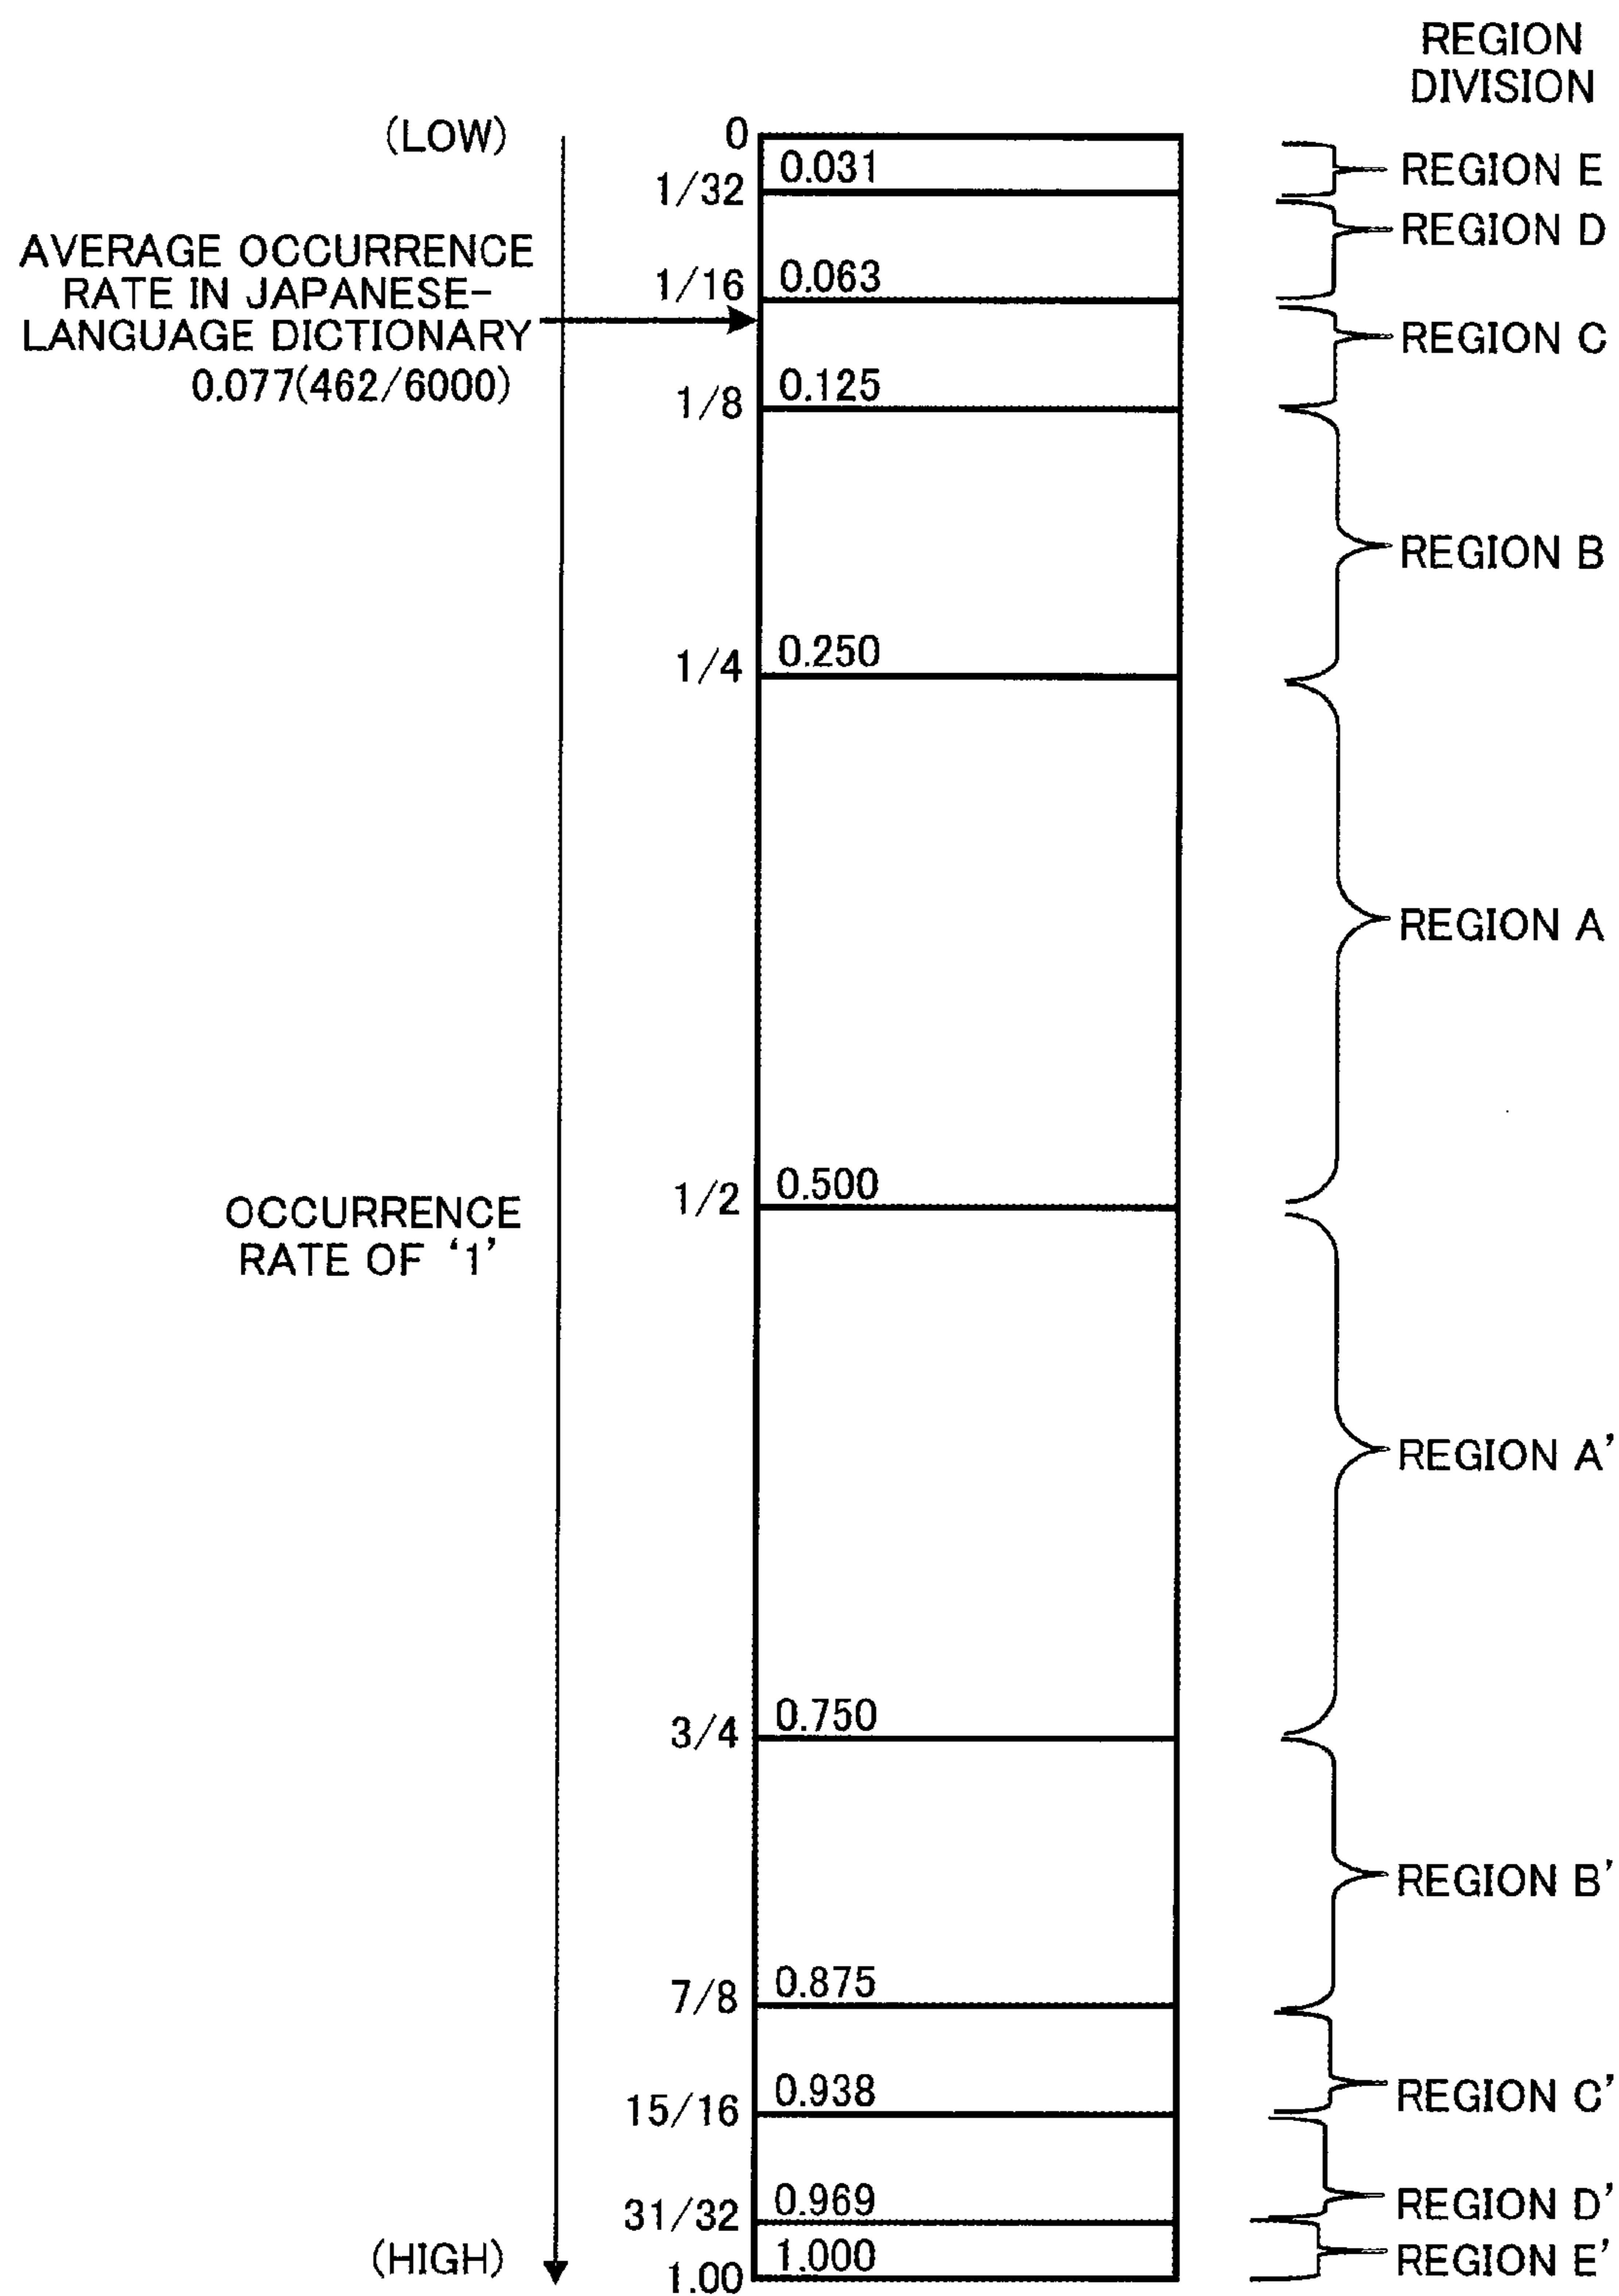 REGION
DIVISION
(LOW)
0
0.031
REGION E
1/32
REGION D
AVERAGE OCCURRENCE
RATE IN JAPANESE-
LANGUAGE DICTIONARY
0.077(462/6000)
1/16
0.063
REGION C
1/8
0.125
REGION B
1/4
0.250
REGION A
1/2
0.500
OCCURRENCE
RATE OF ‘1’
REGION A’
3/4
0.750
REGION B’
7/8
0.875
REGION C’
15/16
0.938
REGION D’
31/32
0.969
(HIGH)
1.000
REGION E’
1.00